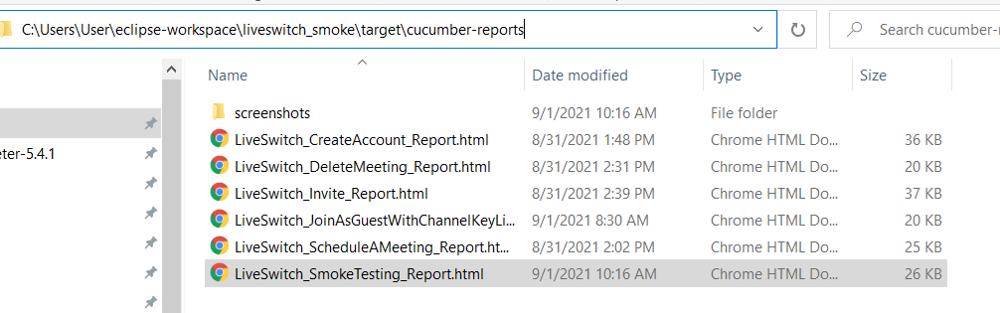 C:\Users\User\eclipse-workspace\liveswitch_smoke\target\cucumber-reports Search cucumber-r
Name Date modified Type Size
screenshots 9/1/2021 10:16 AM File folder
LiveSwitch_CreateAccount_Report.html 8/31/2021 1:48 PM Chrome HTML Do... 36 KB
eter-5.4.1 LiveSwitch_DeleteMeeting_Report.html 8/31/2021 2:31 PM Chrome HTML Do... 20 KB
LiveSwitch_Invite_Report.html 8/31/2021 2:39 PM Chrome HTML Do... 37 KB
LiveSwitch_JoinAsGuestWithChannelKeyLi... 9/1/2021 8:30 AM Chrome HTML Do... 20 KB
LiveSwitch_ScheduleAMeeting_Report.ht... 8/31/2021 2:02 PM Chrome HTML Do... 25 KB
LiveSwitch_SmokeTesting_Report.html 9/1/2021 10:16 AM Chrome HTML Do... 26 KB